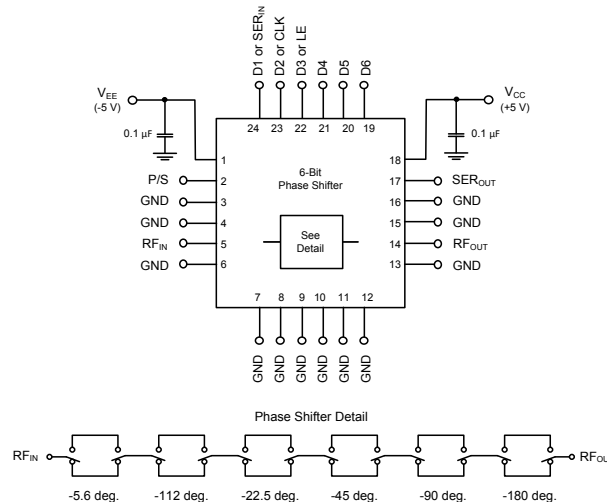 D1 or SERIN
D2 or CLK
D3 or LE
D4
D5
D6
VEE
(-5 V)
VCC
(+5 V)
0.1 µF
0.1 µF
24 23 22 21 20 19
1
18
6-Bit
Phase Shifter
P/S
2
17
SEROUT
GND
3
16
GND
GND
4
15
GND
See
Detail
RFIN
5
14
RFOUT
GND
6
13
GND
7 8 9 10 11 12
GND
GND
GND
GND
GND
GND
Phase Shifter Detail
RFIN
RFOU
-5.6 deg. -112 deg. -22.5 deg. -45 deg. -90 deg. -180 deg.